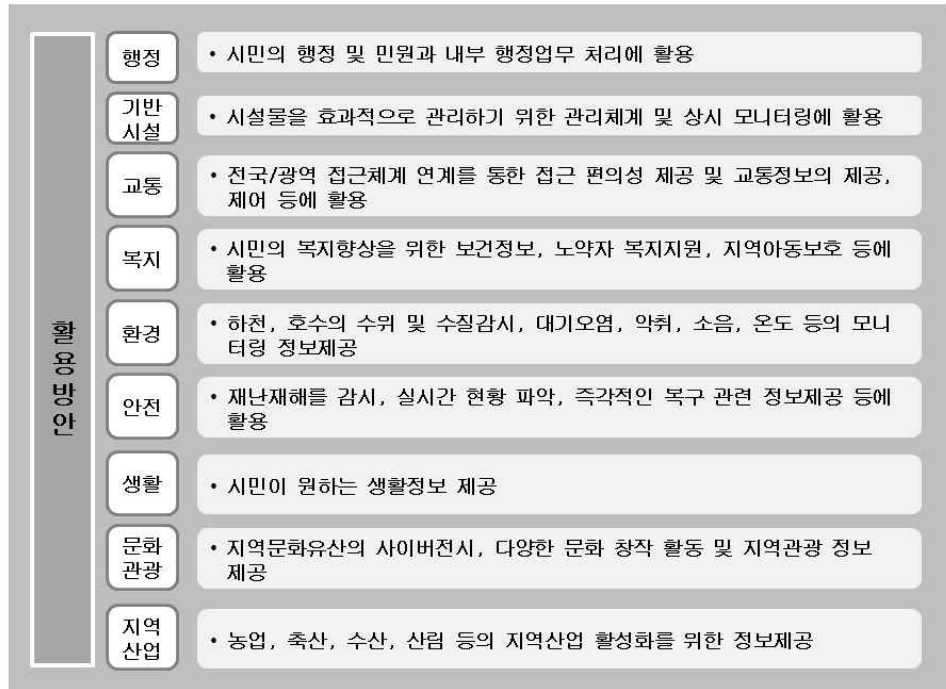 활용방안
행정
• 시민의 행정 및 민원과 내부 행정업무 처리에 활용
기반
시설
• 시설물을 효과적으로 관리하기 위한 관리체계 및 상시 모니터링에 활용
교통
• 전국/광역 접근체계 연계를 통한 접근 편의성 제공 및 교통정보의 제공,
제어 등에 활용
복지
• 시민의 복지향상을 위한 보건정보, 노약자 복지지원, 지역아동보호 등에
활용
환경
• 하천, 호수의 수위 및 수질감시, 대기오염, 악취, 소음, 온도 등의 모니
터링 정보제공
안전
• 재난재해를 감시, 실시간 현황 파악, 즉각적인 복구 관련 정보제공 등에
활용
생활
• 시민이 원하는 생활정보 제공
문화
관광
• 지역문화유산의 사이버전시, 다양한 문화 창작 활동 및 지역관광 정보
제공
지역
산업
• 농업, 축산, 수산, 산림 등의 지역산업 활성화를 위한 정보제공